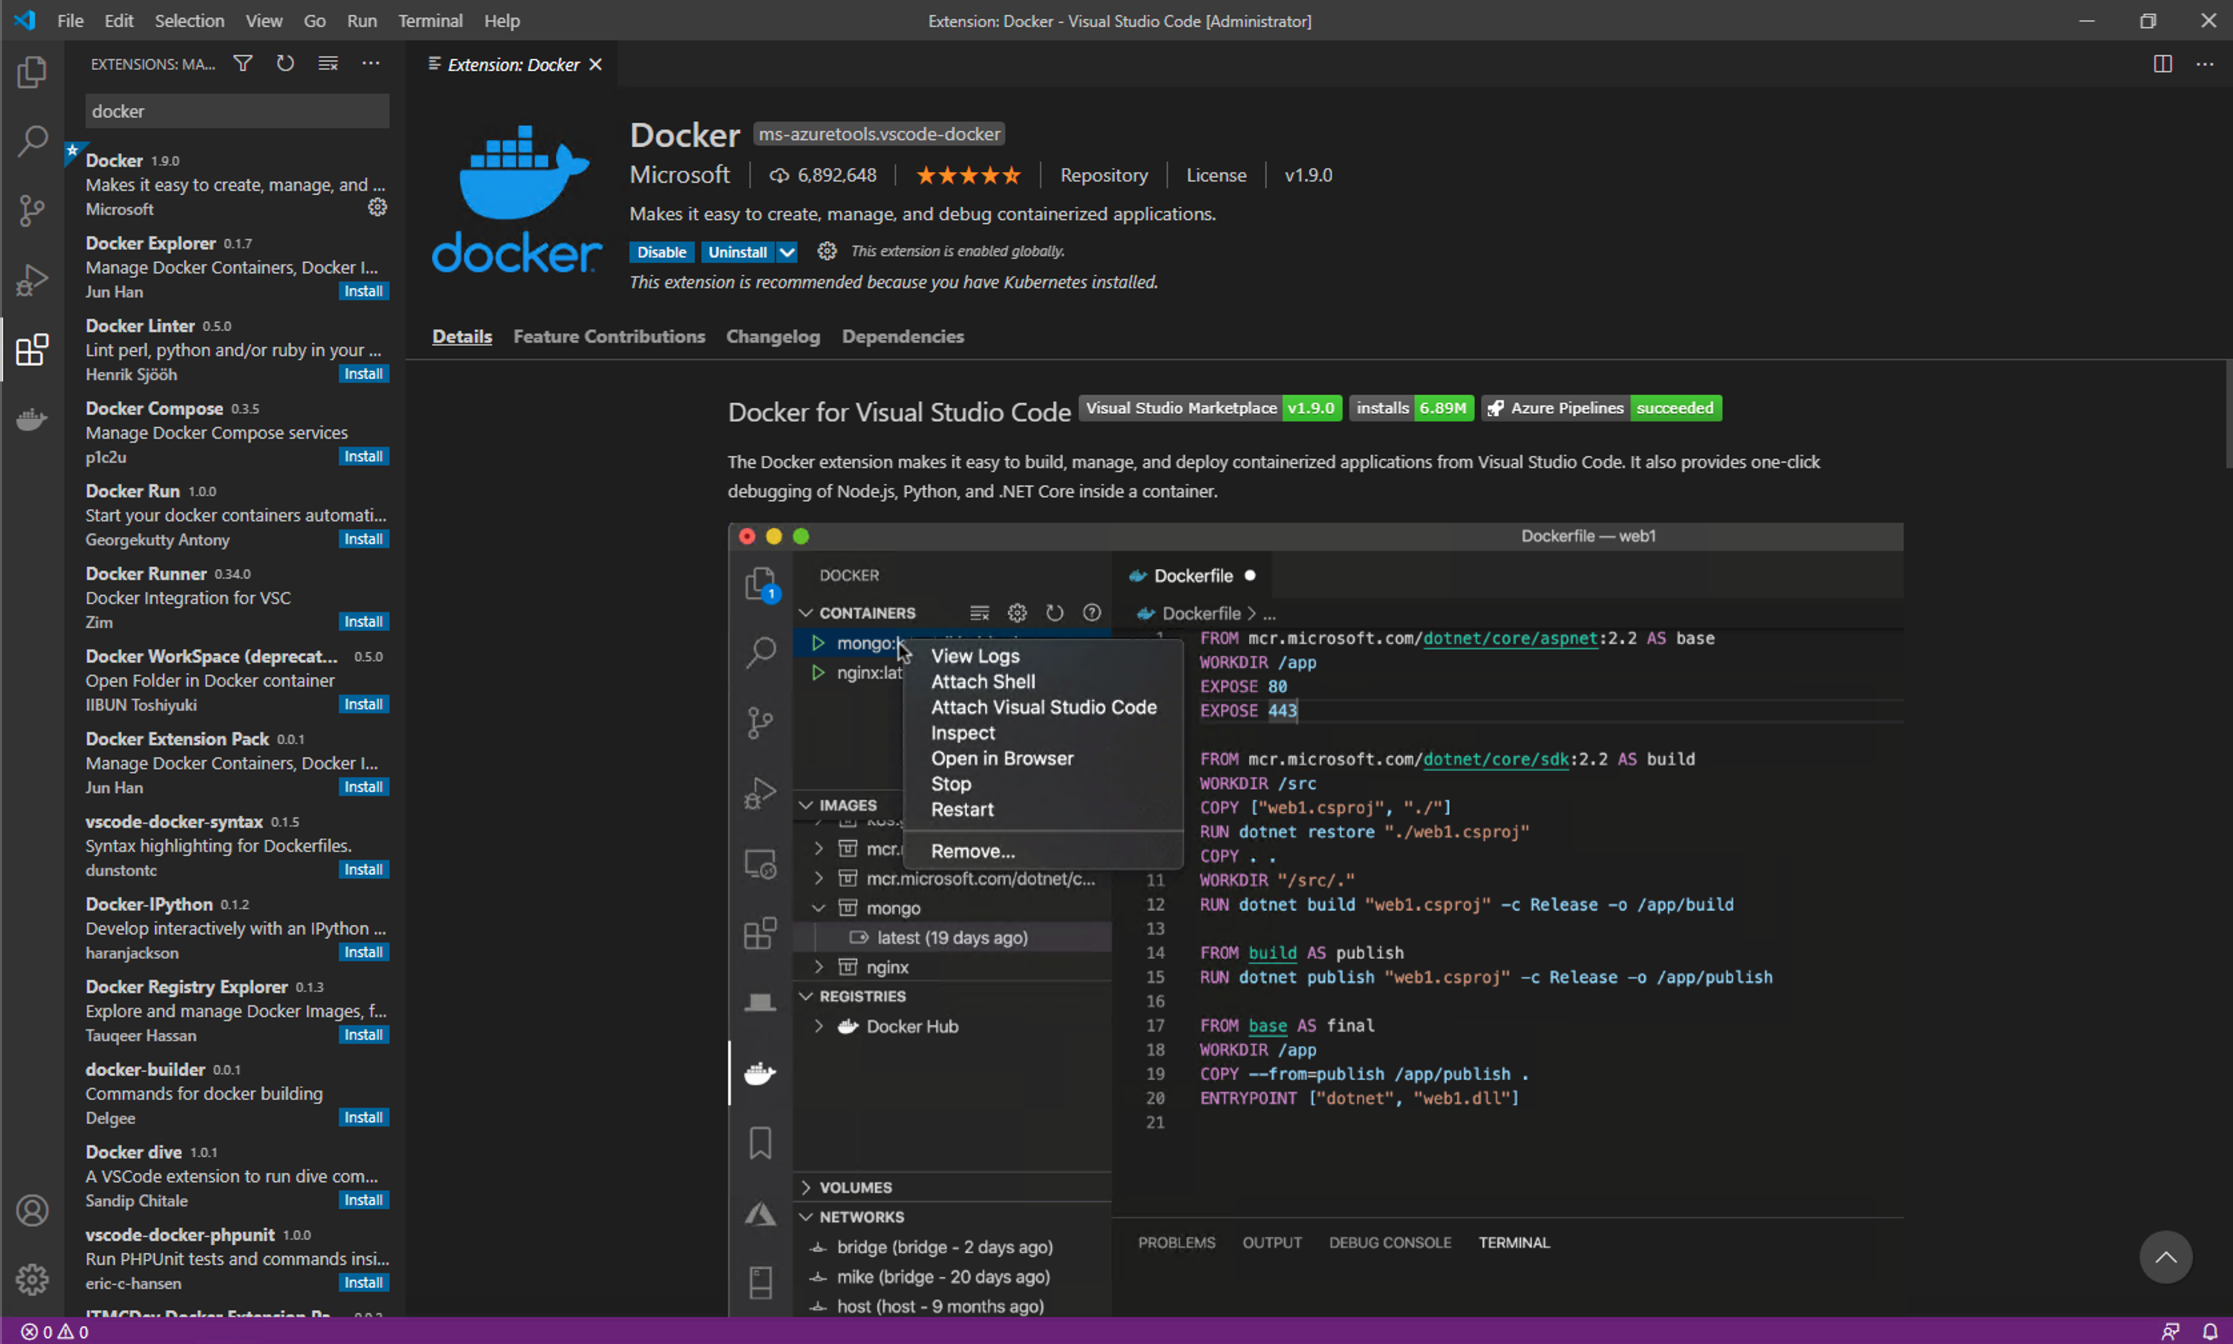 File Edit Selection View Go Run Terminal Help
Extension: Docker - Visual Studio Code [Administrator]
EXTENSIONS: MA...
docker
Docker 1.9.0
Makes it easy to create, manage, and ...
Microsoft
Docker Explorer 0.1.7
Manage Docker Containers, Docker I...
Jun Han Install
Docker Linter 0.5.0
Lint perl, python and/or ruby in your ...
Henrik Sjööh Install
Docker Compose 0.3.5
Manage Docker Compose services
p1c2u Install
Docker Run 1.0.0
Start your docker containers automati...
Georgekutty Antony Install
Docker Runner 0.34.0
Docker Integration for VSC
Zim Install
Docker WorkSpace (deprecat... 0.5.0
Open Folder in Docker container
IIBUN Toshiyuki Install
Docker Extension Pack 0.0.1
Manage Docker Containers, Docker I...
Jun Han Install
vscode-docker-syntax 0.1.5
Syntax highlighting for Dockerfiles.
dunstontc Install
Docker-IPython 0.1.2
Develop interactively with an IPython ...
haranjackson Install
Docker Registry Explorer 0.1.3
Explore and manage Docker Images, f...
Tauqeer Hassan Install
docker-builder 0.0.1
Commands for docker building
Delgee Install
Docker dive 1.0.1
A VSCode extension to run dive com...
Sandip Chitale Install
vscode-docker-phpunit 1.0.0
Run PHPUnit tests and commands insi...
eric-c-hansen Install
Extension: Docker
docker
Docker ms-azuretools.vscode-docker
Microsoft 6,892,648 Repository License v1.9.0
Makes it easy to create, manage, and debug containerized applications.
Disable Uninstall This extension is enabled globally.
This extension is recommended because you have Kubernetes installed.
Details Feature Contributions Changelog Dependencies
Docker for Visual Studio Code Visual Studio Marketplace v1.9.0 installs 6.89M Azure Pipelines succeeded
The Docker extension makes it easy to build, manage, and deploy containerized applications from Visual Studio Code. It also provides one-click
debugging of Node.js, Python, and .NET Core inside a container.
Dockerfile — web1
1
DOCKER
CONTAINERS
mongo:
nginx:lat
View Logs
Attach Shell
Attach Visual Studio Code
Inspect
Open in Browser
Stop
Restart
Remove...
IMAGES
mcr.
mcr.microsoft.com/dotnet/c...
mongo
latest (19 days ago)
nginx
REGISTRIES
Docker Hub
VOLUMES
NETWORKS
bridge (bridge - 2 days ago)
mike (bridge - 20 days ago)
host (host - 9 months ago)
Dockerfile
Dockerfile > ...
FROM mcr.microsoft.com/dotnet/core/aspnet:2.2 AS base
WORKDIR /app
EXPOSE 80
EXPOSE 443
FROM mcr.microsoft.com/dotnet/core/sdk:2.2 AS build
WORKDIR /src
COPY ["web1.csproj", "./"]
RUN dotnet restore "./web1.csproj"
COPY . .
11 WORKDIR "/src/."
12 RUN dotnet build "web1.csproj" -c Release -o /app/build
13
14 FROM build AS publish
15 RUN dotnet publish "web1.csproj" -c Release -o /app/publish
16
17 FROM base AS final
18 WORKDIR /app
19 COPY --from=publish /app/publish .
20 ENTRYPOINT ["dotnet", "web1.dll"]
21
PROBLEMS OUTPUT DEBUG CONSOLE TERMINAL
0 0